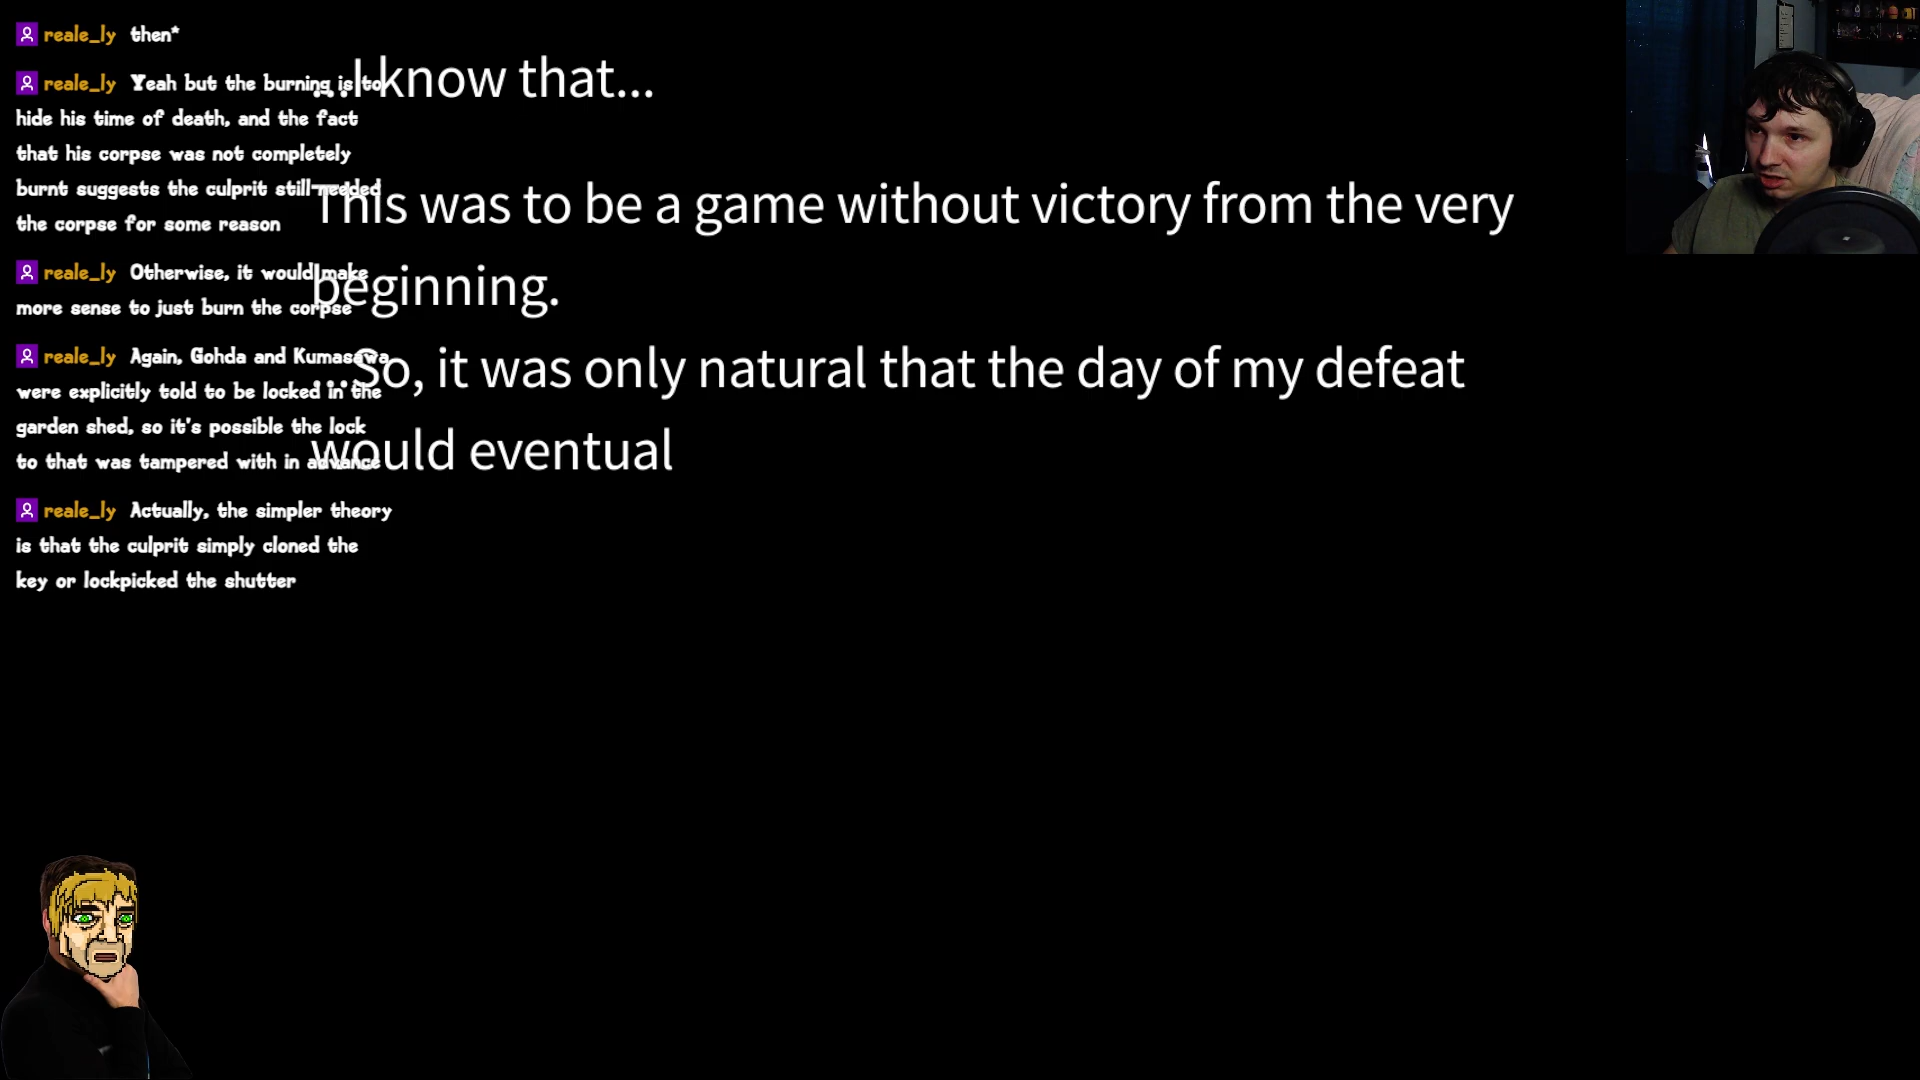 reale_ly then*
reale_ly Yeah but the burning is to
hide his time of death, and the fact
that his corpse was not completely
burnt suggests the culprit still needed
the corpse for some reason
reale_ly Otherwise, it would make
more sense to just burn the corpse
reale_ly Again, Gohda and Kumasawa
were explicitly told to be locked in the
garden shed, so it's possible the lock
to that was tampered with in advance
reale_ly Actually, the simpler theory
is that the culprit simply cloned the
key or lockpicked the shutter
...I know that...
This was to be a game without victory from the very
beginning.
...So, it was only natural that the day of my defeat
would eventual